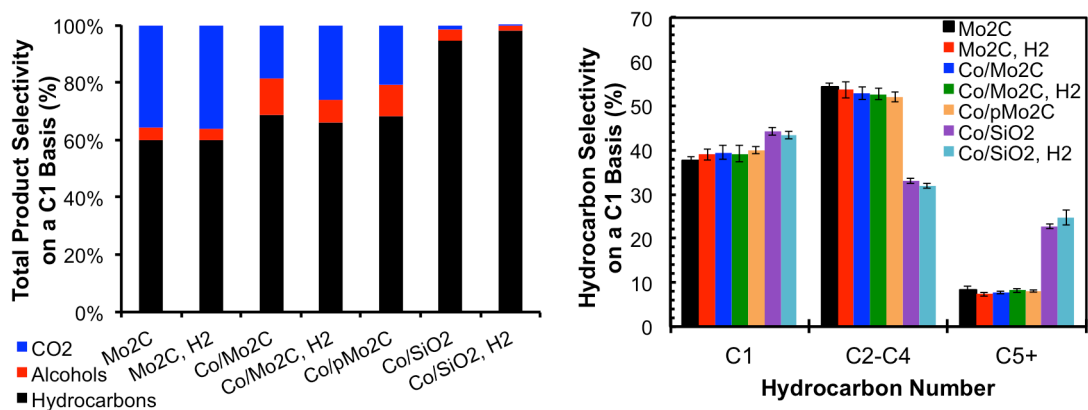 Total Product Selectivity
on a C1 Basis (%)
100%
80%
60%
40%
20%
0%
Mo2C
Mo2C, H2
Co/Mo2C
Co/Mo2C, H2
Co/pMo2C
Co/SiO2
Co/SiO2, H2
CO2
Alcohols
Hydrocarbons
Hydrocarbon Selectivity
on a C1 Basis (%)
70
60
50
40
30
20
10
0
Mo2C
Mo2C, H2
Co/Mo2C
Co/Mo2C, H2
Co/pMo2C
Co/SiO2
Co/SiO2, H2
C1
C2-C4
C5+
Hydrocarbon Number